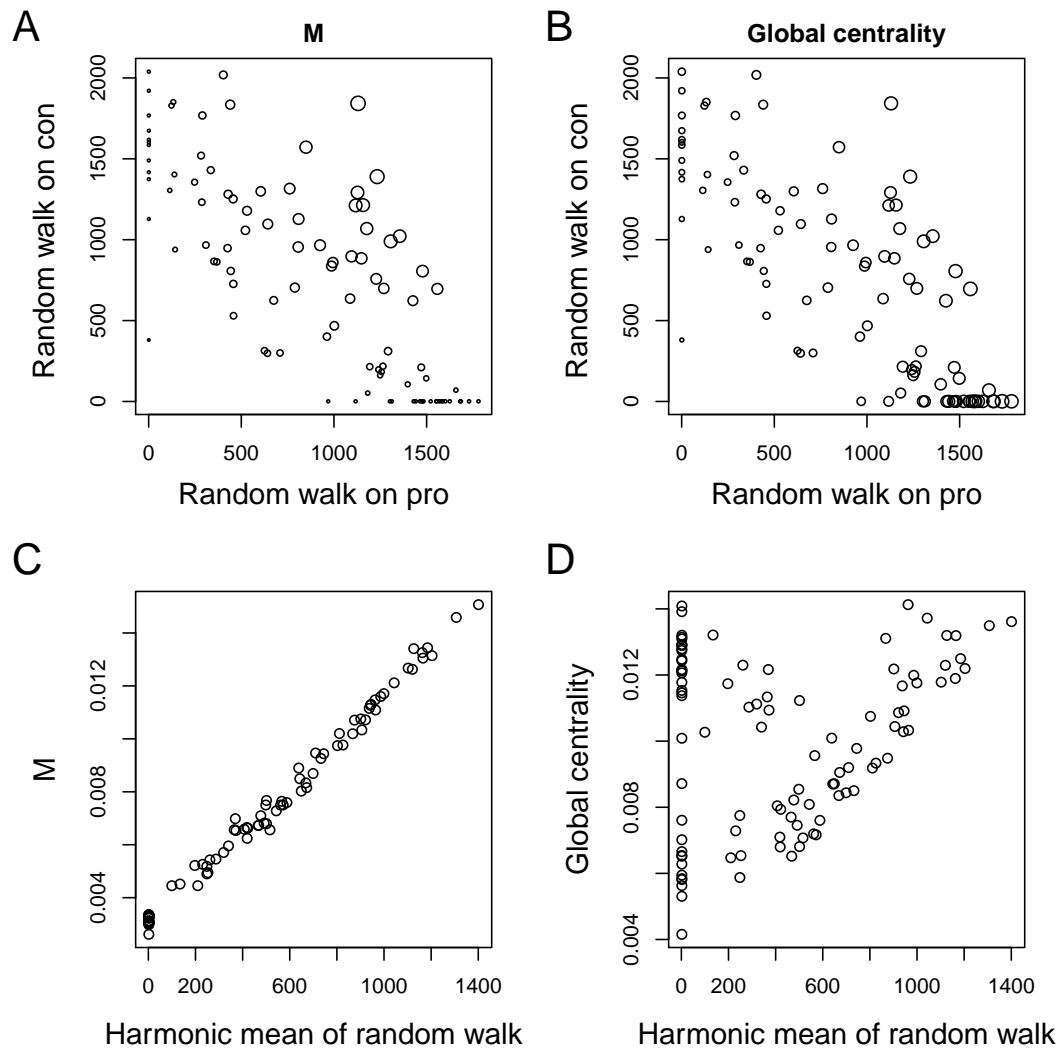 A
M
Random walk on con
2000
1500
1000
500
0
0 500 1000 1500
Random walk on pro
B
Global centrality
Random walk on con
2000
1500
1000
500
0
0 500 1000 1500
Random walk on pro
C
M
0.012
0.008
0.004
0 200 600 1000 1400
Harmonic mean of random walk
D
Global centrality
0.012
0.008
0.004
0 200 600 1000 1400
Harmonic mean of random walk